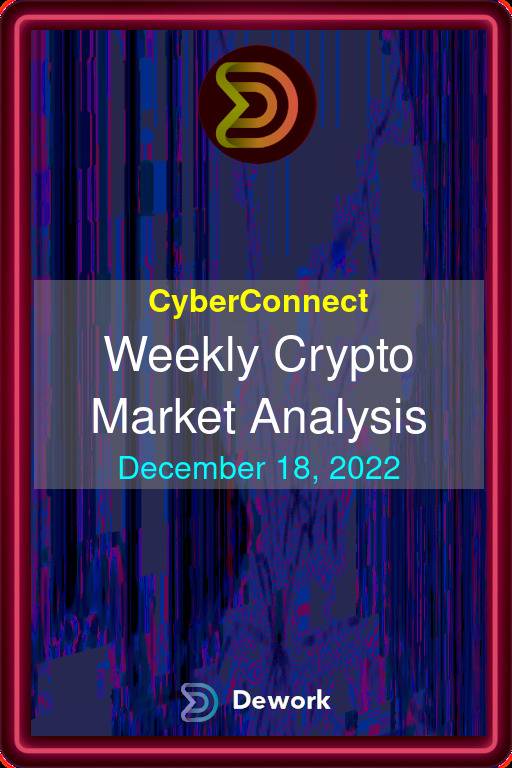 CyberConnect
Weekly Crypto
Market Analysis
December 18, 2022
Dework